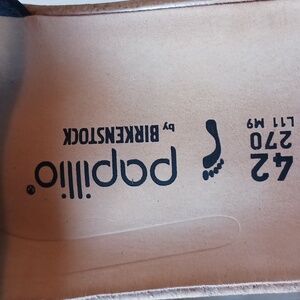 papillio®
by BIRKENSTOCK
42
270
L11 M9